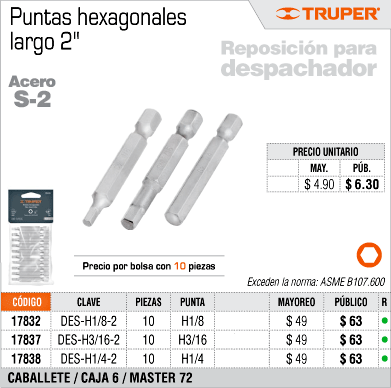 Puntas hexagonales
largo 2"
TRUPER®
Reposición para
despachador
Acero
S-2
PRECIO UNITARIO
MAY. PÚB.
$ 4.90 $ 6.30
TRUPER
Precio por bolsa con 10 piezas
Exceden la norma: ASME B107.600
CÓDIGO CLAVE PIEZAS PUNTA MAYOREO PÚBLICO R
17832 DES-H1/8-2 10 H1/8 $ 49 $ 63
17837 DES-H3/16-2 10 H3/16 $ 49 $ 63
17838 DES-H1/4-2 10 H1/4 $ 49 $ 63
CABALLETE / CAJA 6 / MASTER 72